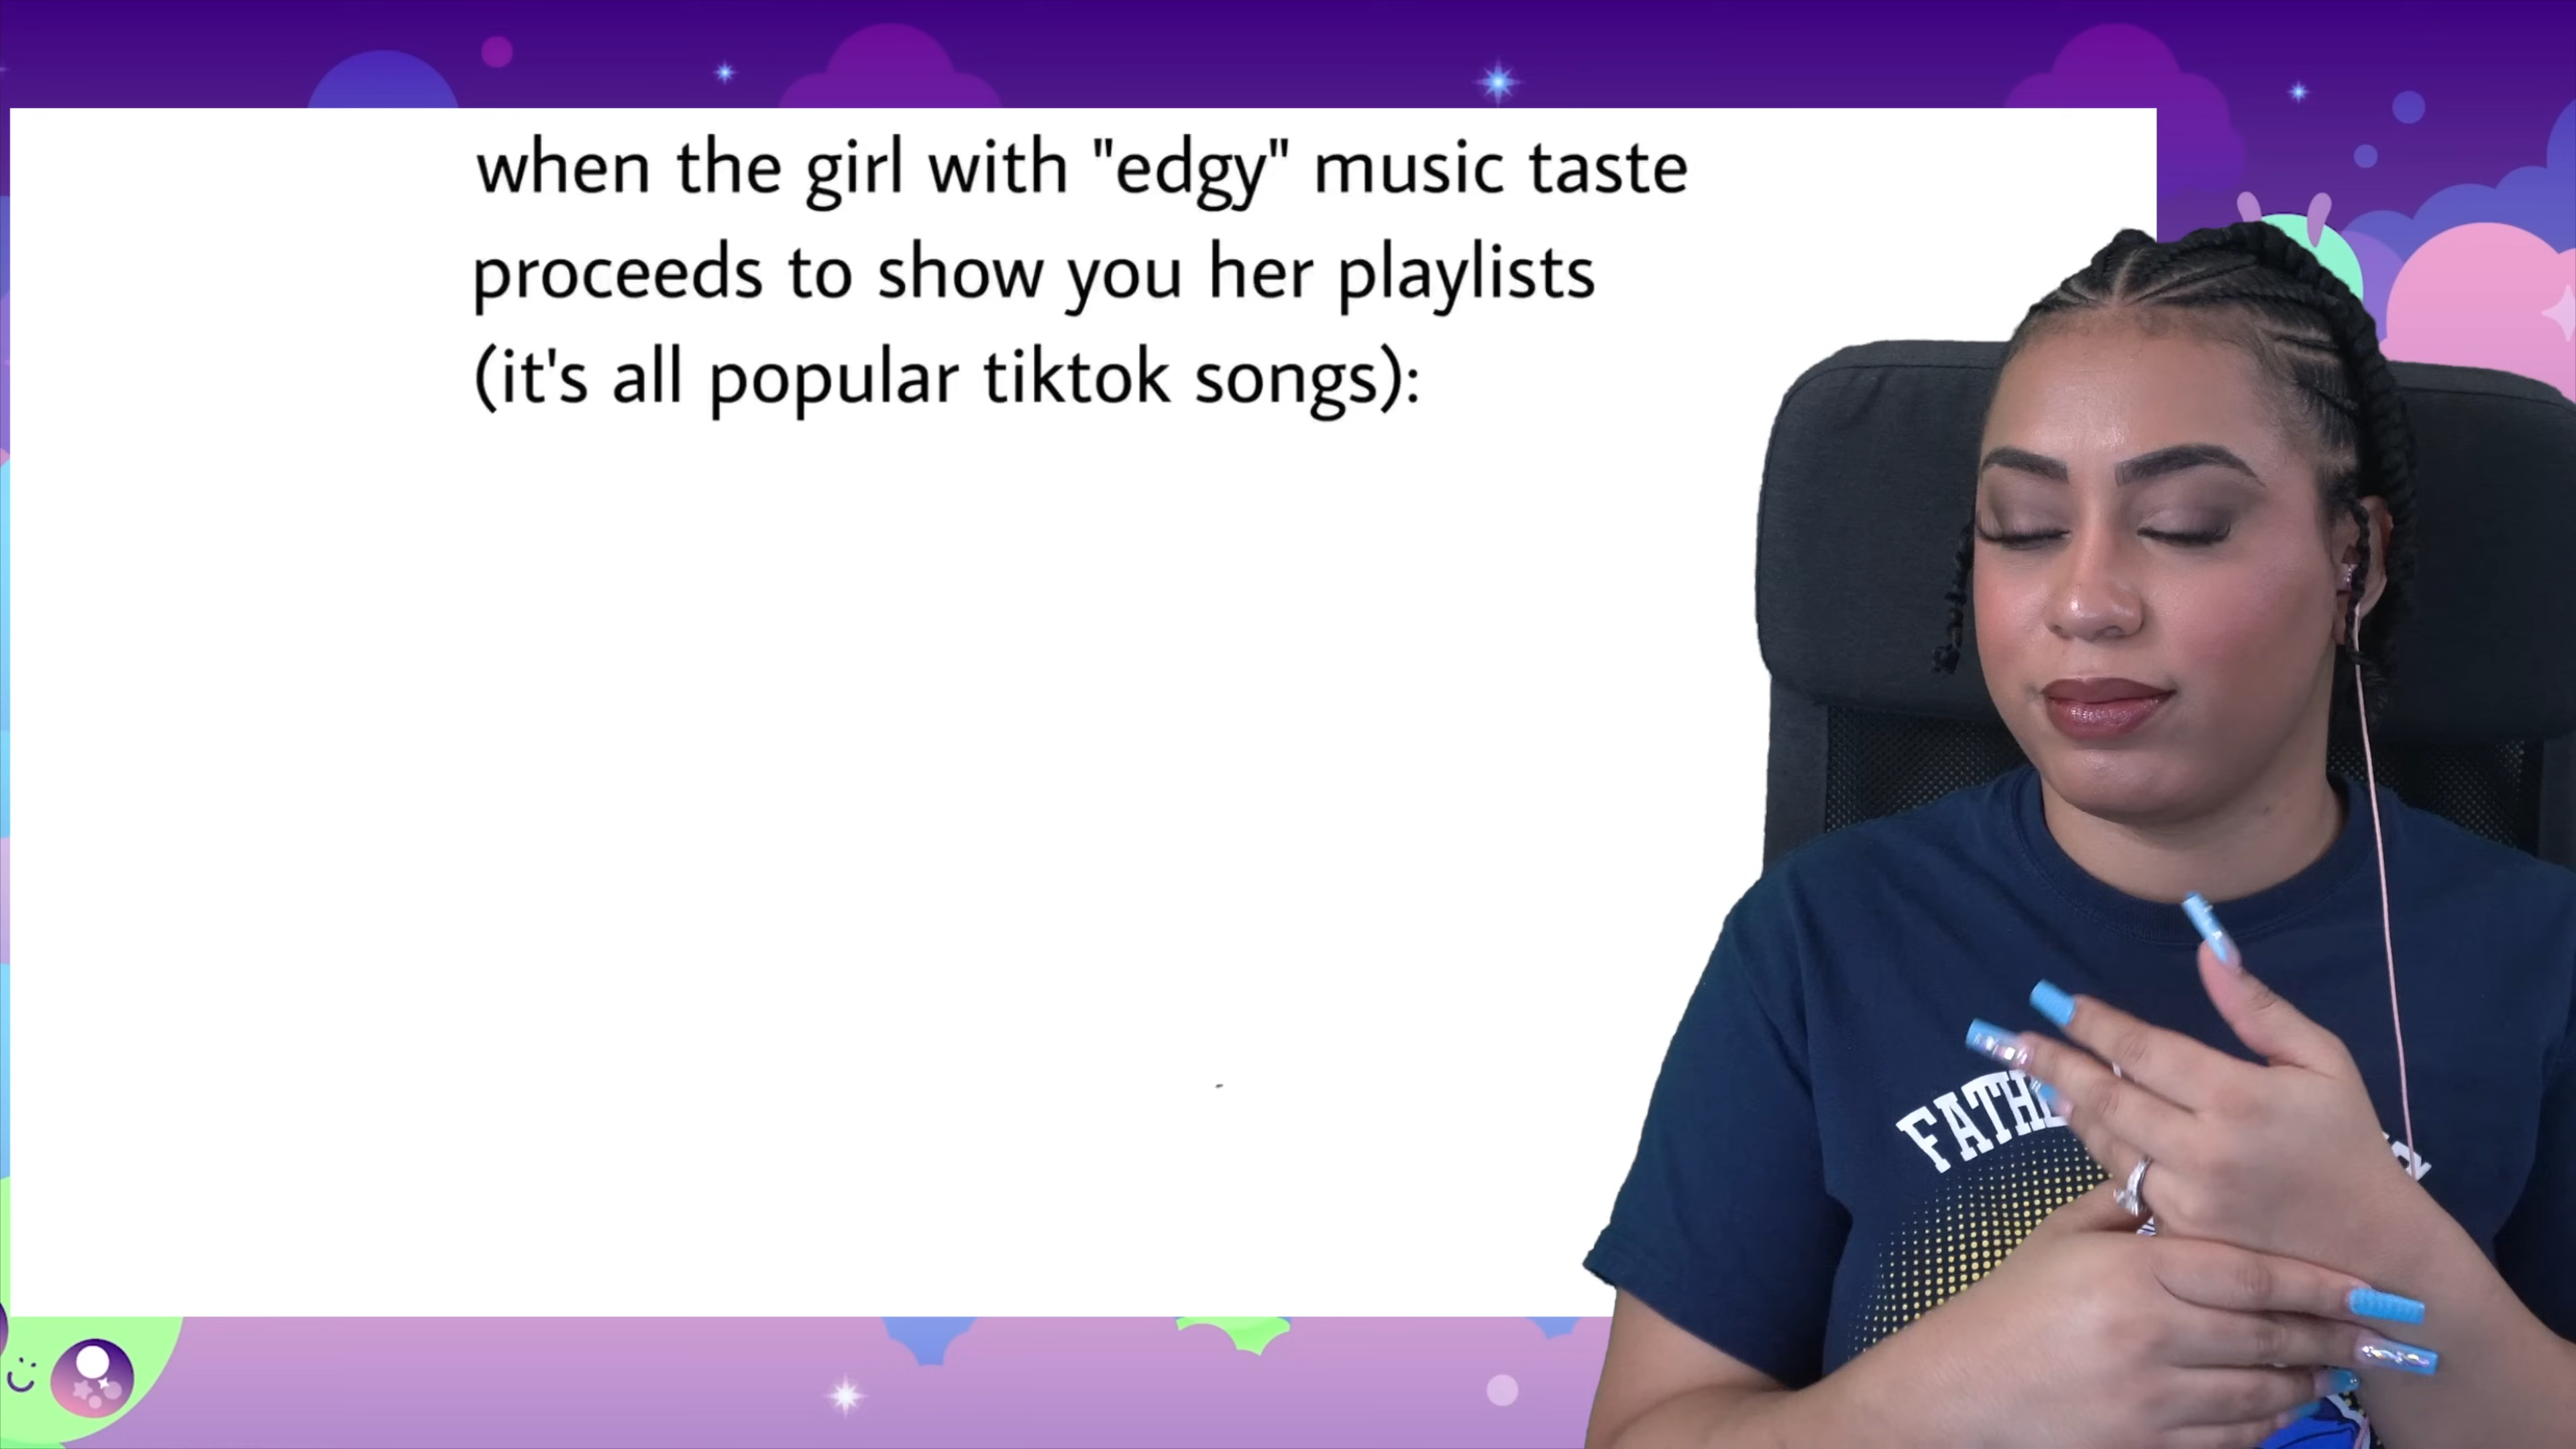 when the girl with "edgy" music taste
proceeds to show you her playlists
(it's all popular tiktok songs):